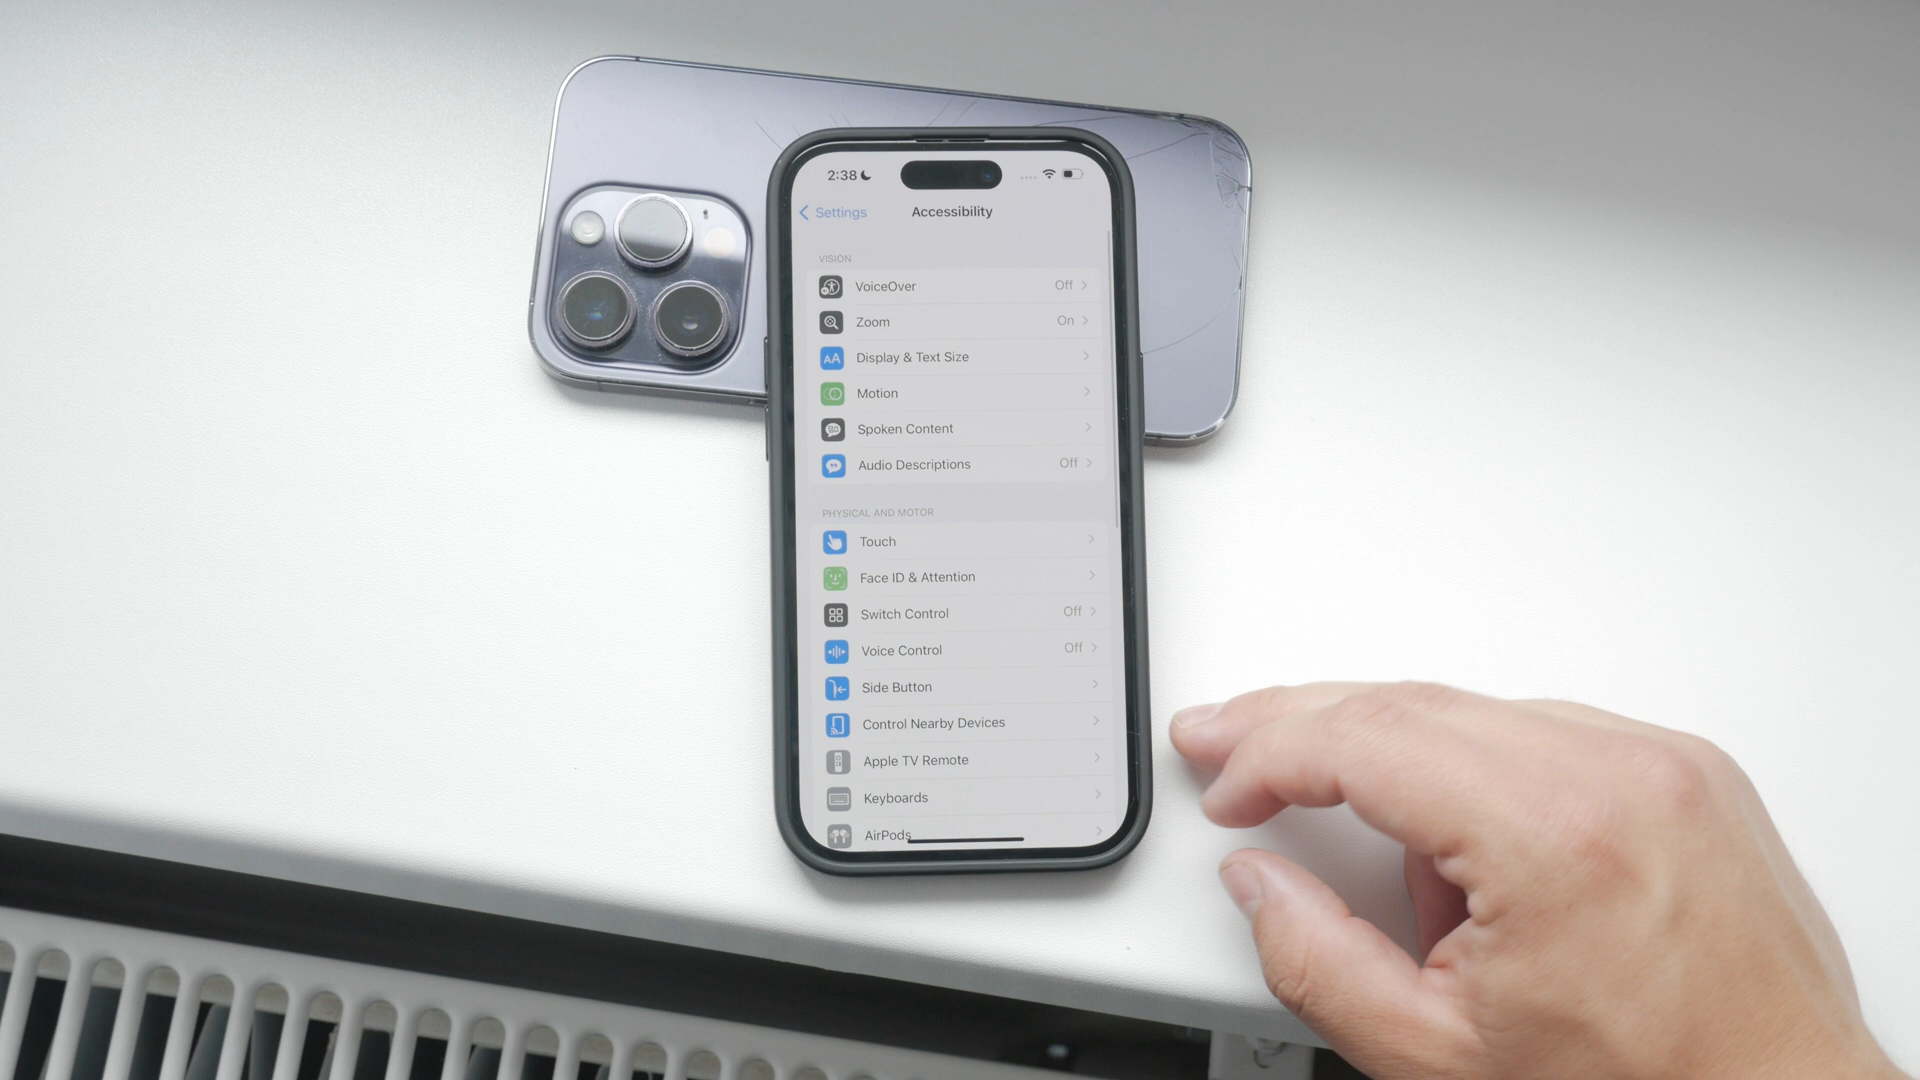 2:38
Settings
Accessibility
VISION
VoiceOver Off
Zoom On
Display & Text Size
Motion
Spoken Content
Audio Descriptions Off
PHYSICAL AND MOTOR
Touch
Face ID & Attention
Switch Control Off
Voice Control Off
Side Button
Control Nearby Devices
Apple TV Remote
Keyboards
AirPods